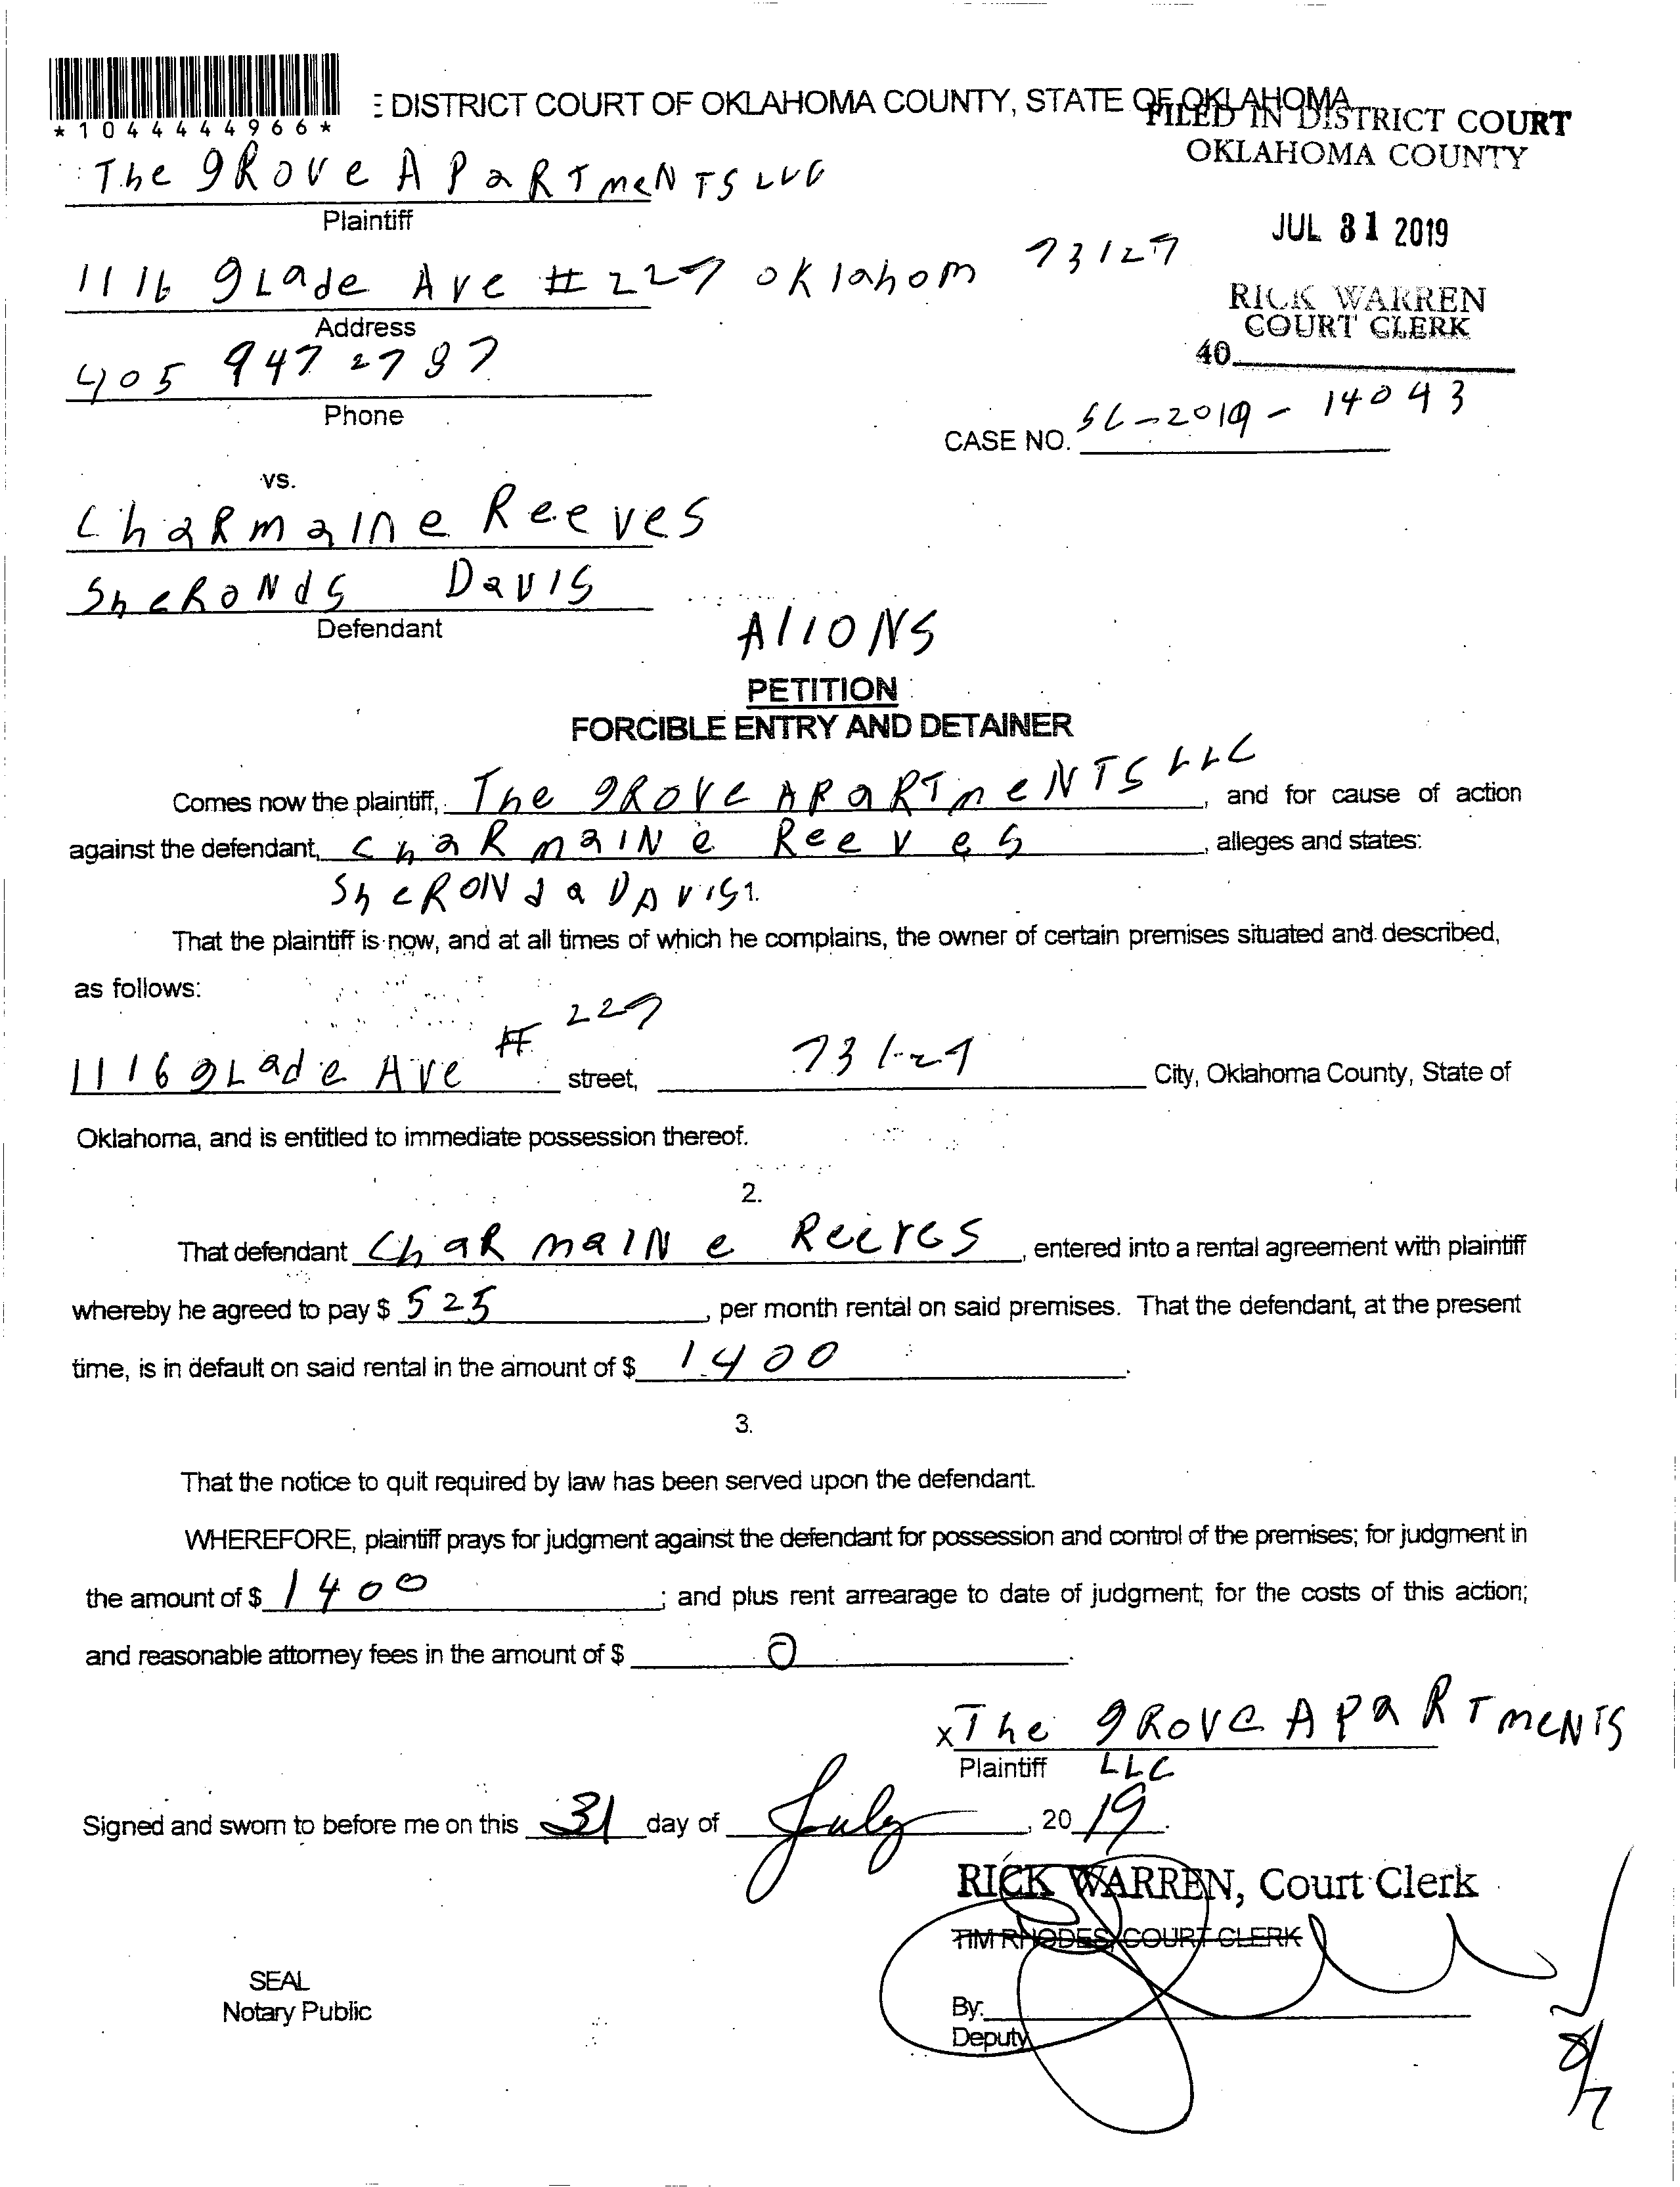 *1044444966*
DISTRICT COURT OF OKLAHOMA COUNTY, STATE OF OKLAHOMA
FILED IN DISTRICT COURT
OKLAHOMA COUNTY
The gROVe APaRTmeNTS LLC
Plaintiff
JUL 31 2019
1116 gLade Ave # 227 oklahom 73127
Address
RICK WARREN
COURT CLERK
40
405 947 2787
Phone
CASE NO. SC-2019-14043
vs.
ChaRmaine Reeves
SheRoNdS DavIS
Defendant
AllONS
PETITION
FORCIBLE ENTRY AND DETAINER
Comes now the plaintiff, The gROVe APaRTmeNTS LLC, and for cause of action
against the defendant, ChaRmaINe Reeves, alleges and states:
SheRONda DAVIS 1.
That the plaintiff is now, and at all times of which he complains, the owner of certain premises situated and described,
as follows:
1116 gLade Ave # 227 street, 73127 City, Oklahoma County, State of
Oklahoma, and is entitled to immediate possession thereof.
2.
That defendant ChaRmaINe Reeves, entered into a rental agreement with plaintiff
whereby he agreed to pay $ 525, per month rental on said premises. That the defendant, at the present
time, is in default on said rental in the amount of $ 1400.
3.
That the notice to quit required by law has been served upon the defendant.
WHEREFORE, plaintiff prays for judgment against the defendant for possession and control of the premises; for judgment in
the amount of $ 1400; and plus rent arrearage to date of judgment; for the costs of this action;
and reasonable attorney fees in the amount of $ 0.
x The gROVe APaRTmeNTS
Plaintiff LLC
Signed and sworn to before me on this 31 day of July, 2019.
RICK WARREN, Court Clerk
TIM RHODES, COURT CLERK
SEAL
Notary Public
By:
Deputy
8/7